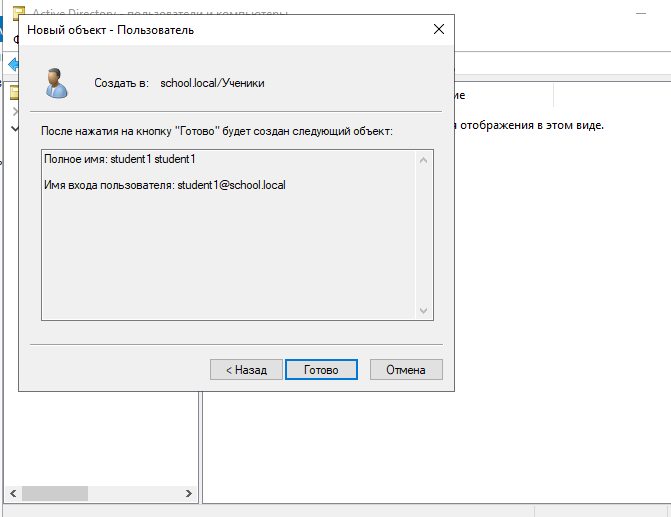 Active Directory - пользователи и компьютеры
Новый объект - Пользователь
Создать в: school.local/Ученики
После нажатия на кнопку "Готово" будет создан следующий объект:
Полное имя: student1 student1
Имя входа пользователя: student1@school.local
< Назад
Готово
Отмена
ие
я отображения в этом виде.